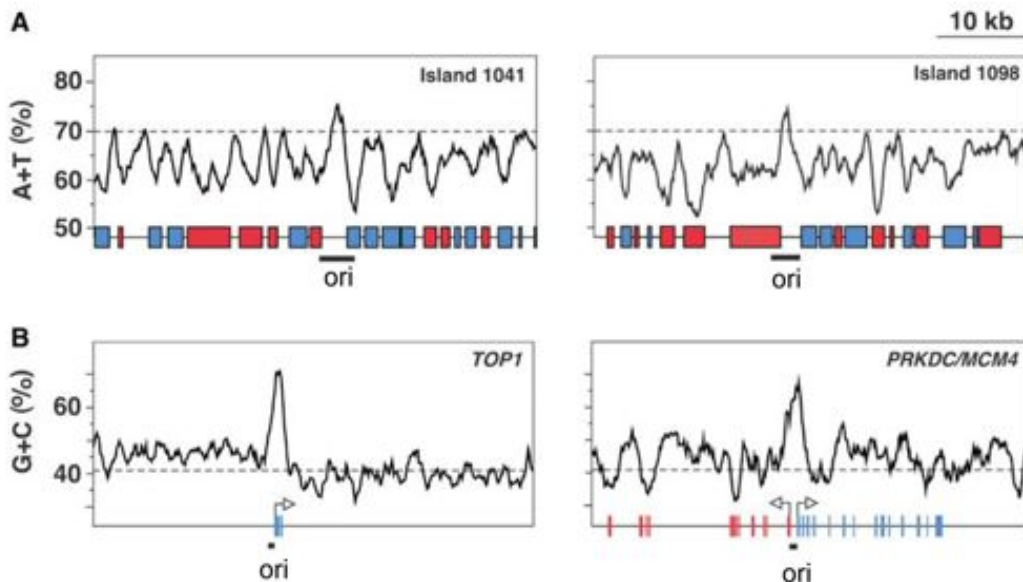 A
10 kb
Island 1041
Island 1098
A+T (%)
80
70
60
50
ori
ori
B
TOP1
PRKDC/MCM4
G+C (%)
60
40
ori
ori